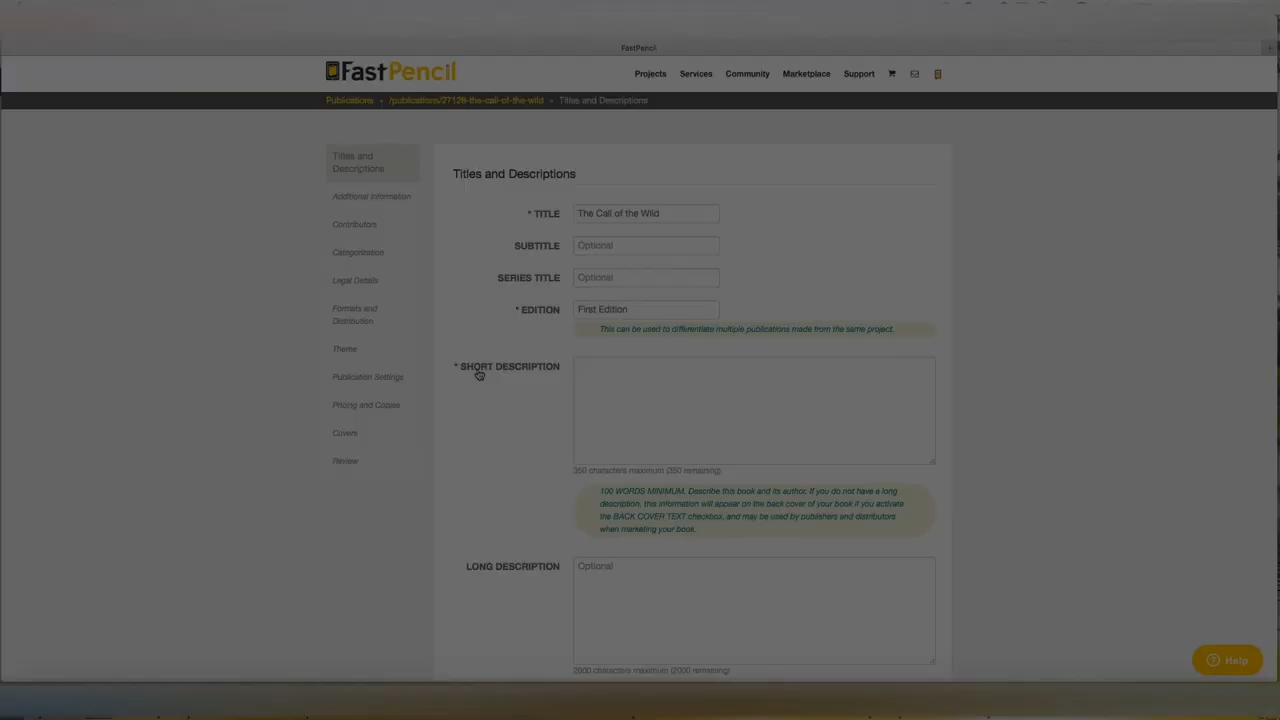 FastPencil
FastPencil
Projects Services Community Marketplace Support
Publications • /publications/27128-the-call-of-the-wild • Titles and Descriptions
Titles and
Descriptions
Additional Information
Contributors
Categorization
Legal Details
Formats and
Distribution
Theme
Publication Settings
Pricing and Copies
Covers
Review
Titles and Descriptions
* TITLE The Call of the Wild
SUBTITLE Optional
SERIES TITLE Optional
* EDITION First Edition
This can be used to differentiate multiple publications made from the same project.
* SHORT DESCRIPTION
350 characters maximum (350 remaining)
100 WORDS MINIMUM. Describe this book and its author. If you do not have a long
description, this information will appear on the back cover of your book if you activate
the BACK COVER TEXT checkbox, and may be used by publishers and distributors
when marketing your book.
LONG DESCRIPTION Optional
2000 characters maximum (2000 remaining)
Help